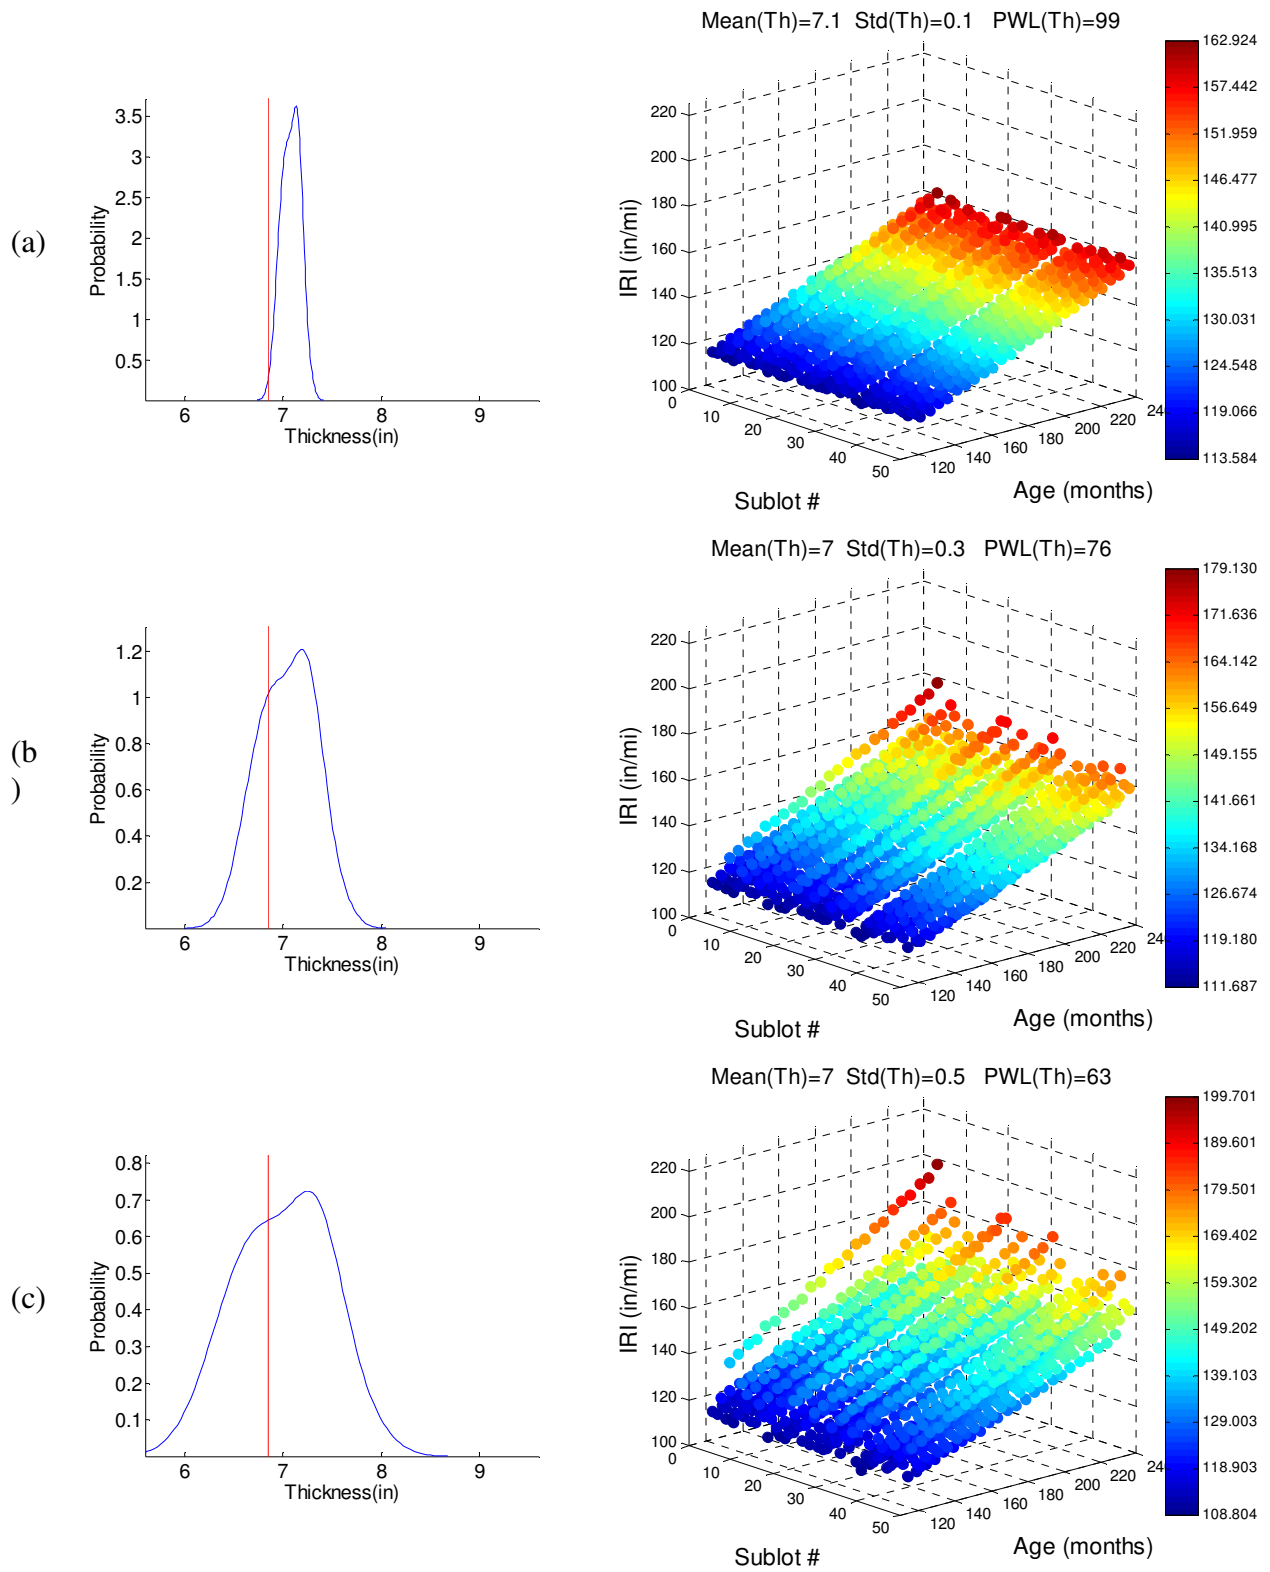 Mean(Th)=7.1 Std(Th)=0.1 PWL(Th)=99
(a)
Probability
3.5
3
2.5
2
1.5
1
0.5
6 7 8 9
Thickness(in)
IRI (in/mi)
220
200
180
160
140
120
100
0 10 20 30 40 50
Sublot #
120 140 160 180 200 220 240
Age (months)
162.924
157.442
151.959
146.477
140.995
135.513
130.031
124.548
119.066
113.584
Mean(Th)=7 Std(Th)=0.3 PWL(Th)=76
(b
)
Probability
1.2
1
0.8
0.6
0.4
0.2
6 7 8 9
Thickness(in)
IRI (in/mi)
220
200
180
160
140
120
100
0 10 20 30 40 50
Sublot #
120 140 160 180 200 220 240
Age (months)
179.130
171.636
164.142
156.649
149.155
141.661
134.168
126.674
119.180
111.687
Mean(Th)=7 Std(Th)=0.5 PWL(Th)=63
(c)
Probability
0.8
0.7
0.6
0.5
0.4
0.3
0.2
0.1
6 7 8 9
Thickness(in)
IRI (in/mi)
220
200
180
160
140
120
100
0 10 20 30 40 50
Sublot #
120 140 160 180 200 220 240
Age (months)
199.701
189.601
179.501
169.402
159.302
149.202
139.103
129.003
118.903
108.804